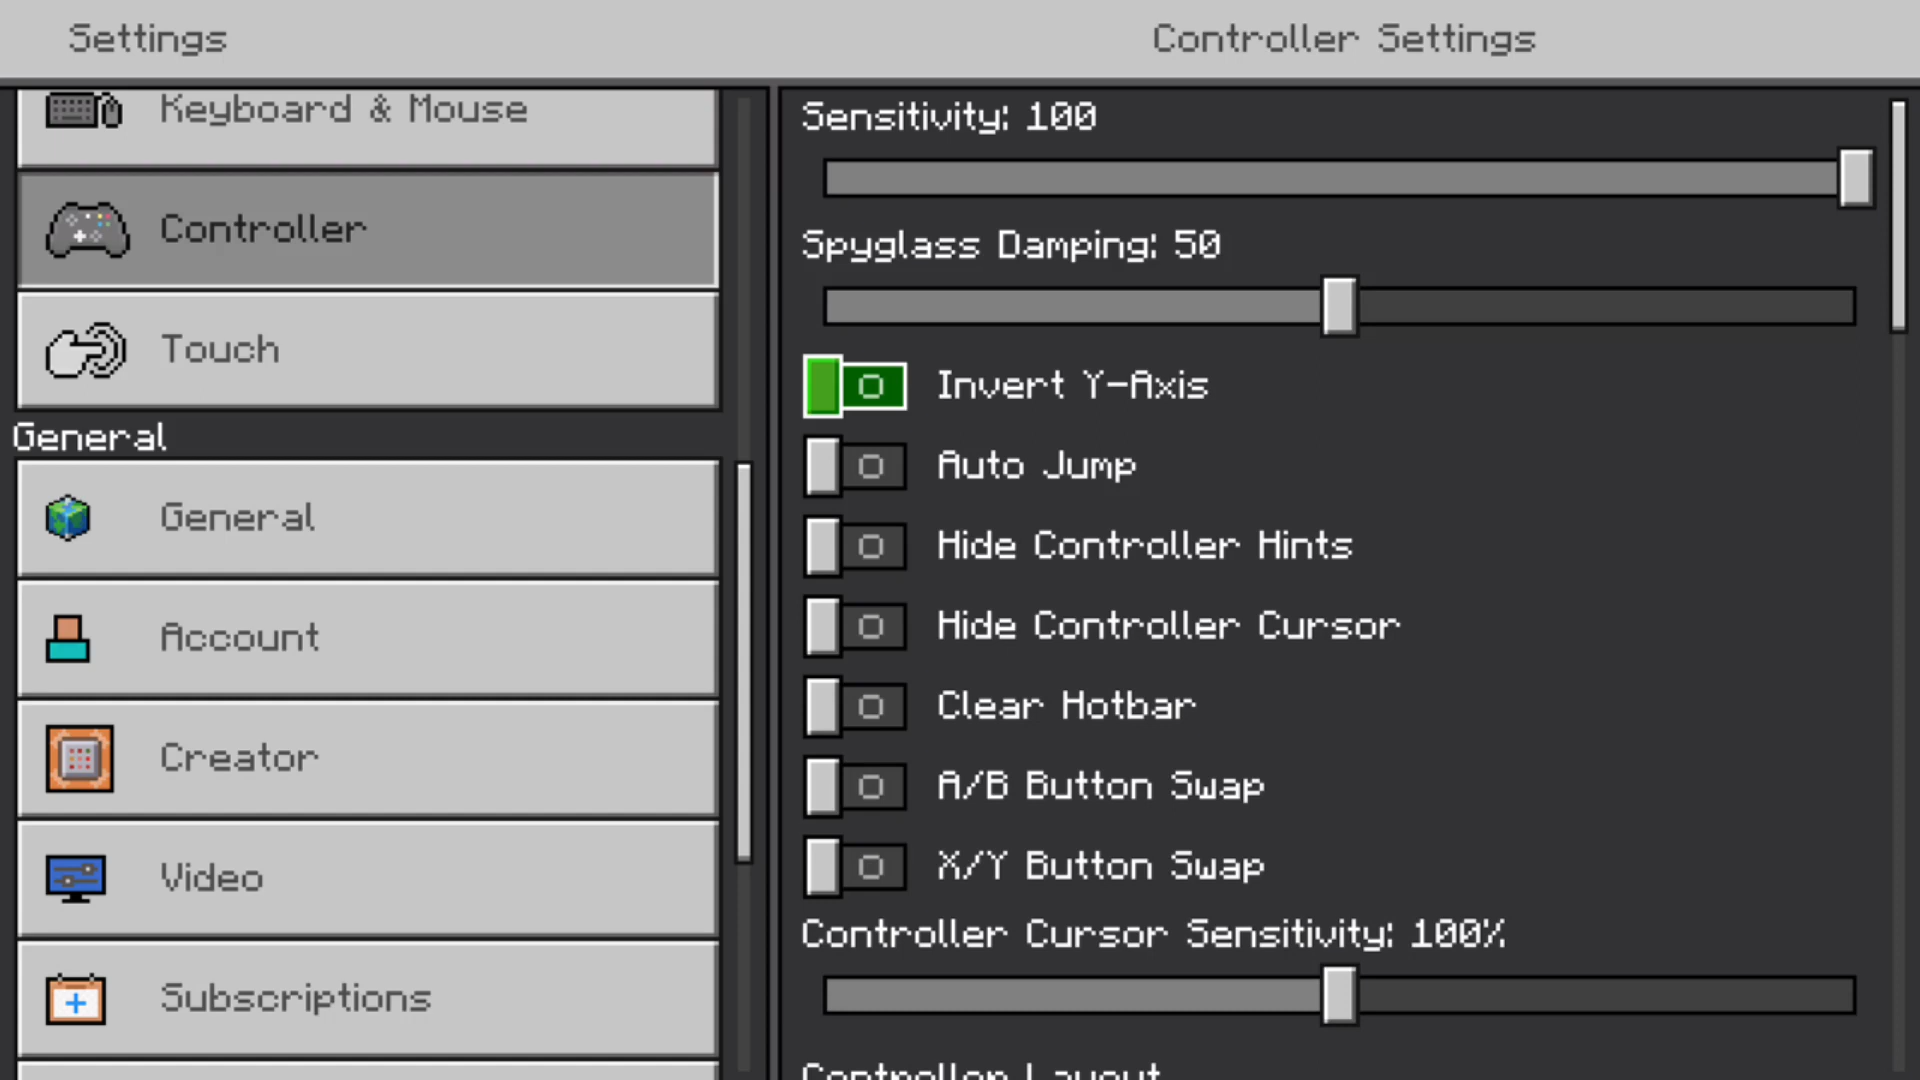 Settings
Controller Settings
Keyboard & Mouse
Controller
Touch
General
General
Account
Creator
Video
Subscriptions
Sensitivity: 100
Spyglass Damping: 50
Invert Y-Axis
Auto Jump
Hide Controller Hints
Hide Controller Cursor
Clear Hotbar
A/B Button Swap
X/Y Button Swap
Controller Cursor Sensitivity: 100%
Controller Layout